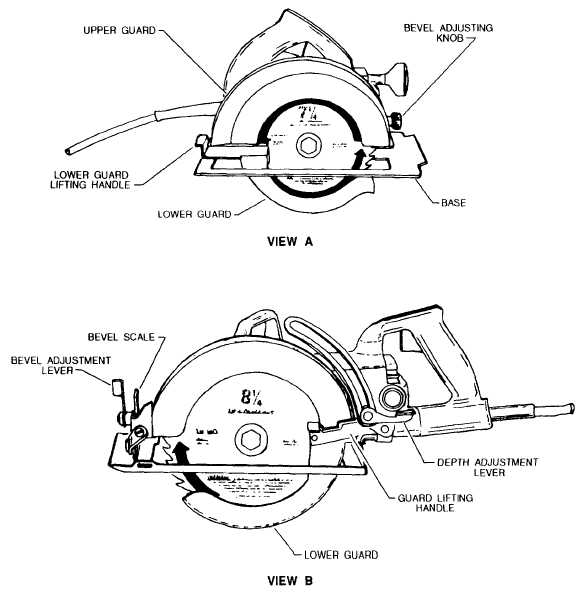 UPPER GUARD
BEVEL ADJUSTING
KNOB
7 1/4
LOWER GUARD
LIFTING HANDLE
BASE
LOWER GUARD
VIEW A
BEVEL SCALE
BEVEL ADJUSTMENT
LEVER
8 1/4
DEPTH ADJUSTMENT
LEVER
GUARD LIFTING
HANDLE
LOWER GUARD
VIEW B